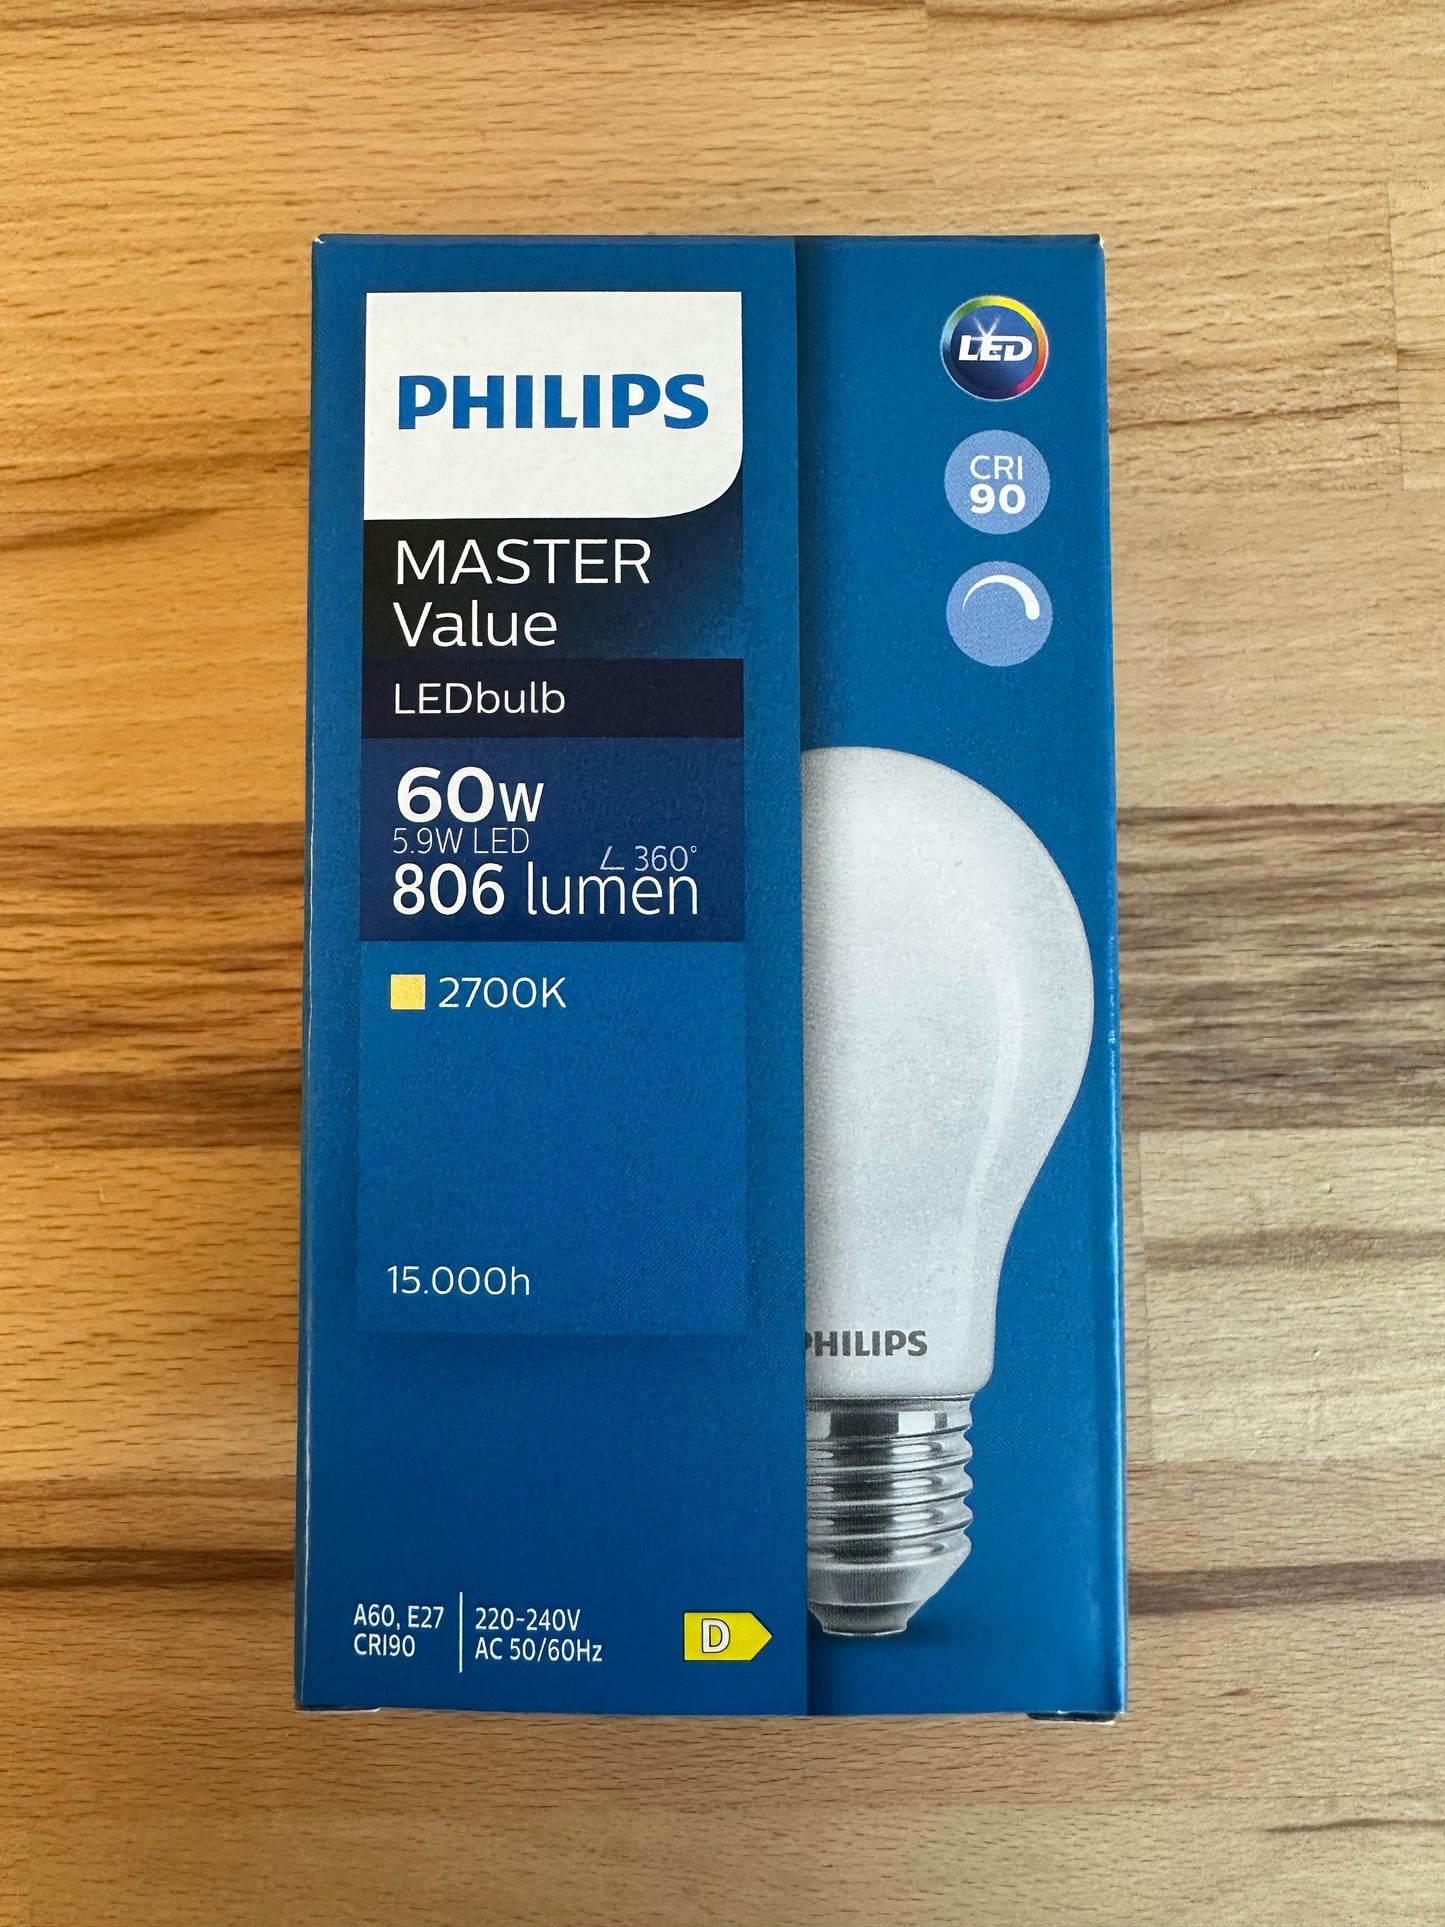 PHILIPS
MASTER
Value
LEDbulb
60W
5.9W LED
360°
806 lumen
2700K
15.000h
A60, E27
CRI90
220-240V
AC 50/60Hz
D
LED
CRI
90
PHILIPS